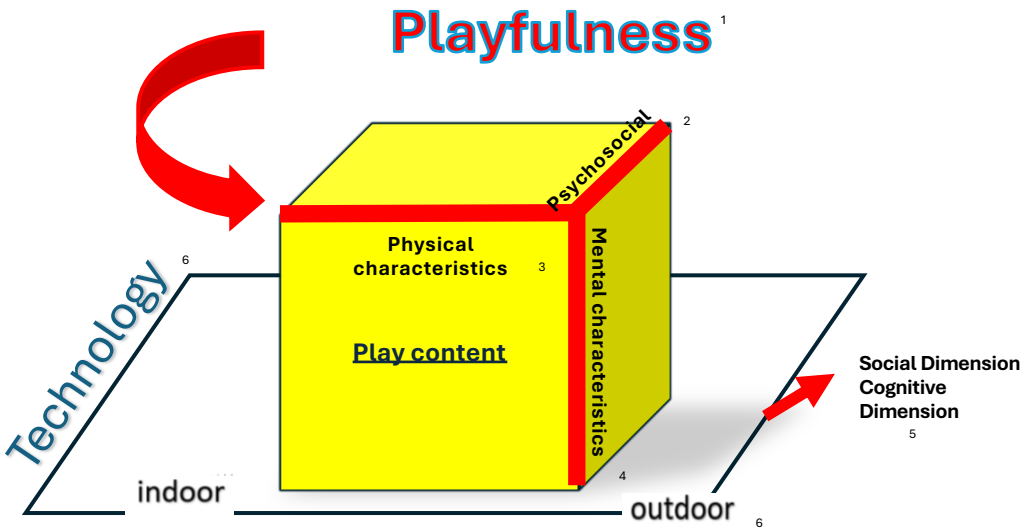 Playfulness 1
2
Psychosocial
Physical
characteristics 3
Mental characteristics
6
Technology
Play content
Social Dimension
Cognitive
Dimension
5
4
indoor
outdoor 6